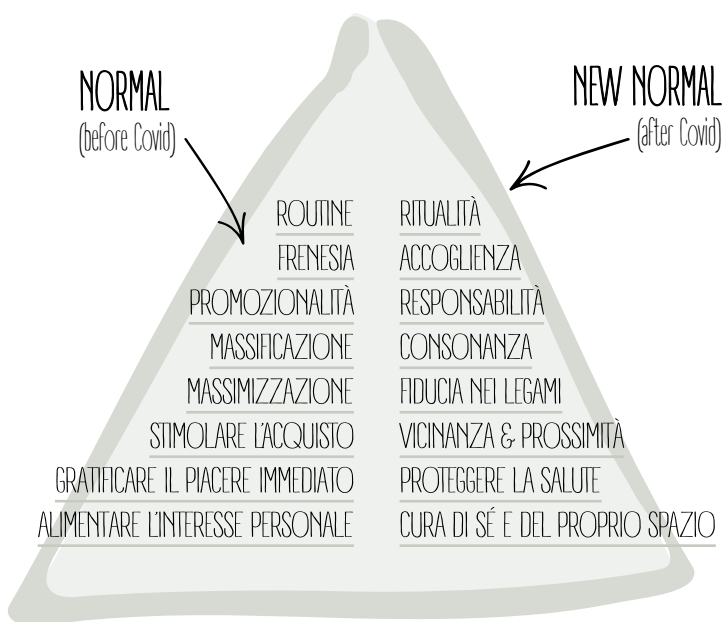 NORMAL
(before Covid)
NEW NORMAL
(after Covid)
ROUTINE
RITUALITÀ
FRENESIA
ACCOGLIENZA
PROMOZIONALITÀ
RESPONSABILITÀ
MASSIFICAZIONE
CONSONANZA
MASSIMIZZAZIONE
FIDUCIA NEI LEGAMI
STIMOLARE L'ACQUISTO
VICINANZA & PROSSIMITÀ
GRATIFICARE IL PIACERE IMMEDIATO
PROTEGGERE LA SALUTE
ALIMENTARE L'INTERESSE PERSONALE
CURA DI SÉ E DEL PROPRIO SPAZIO